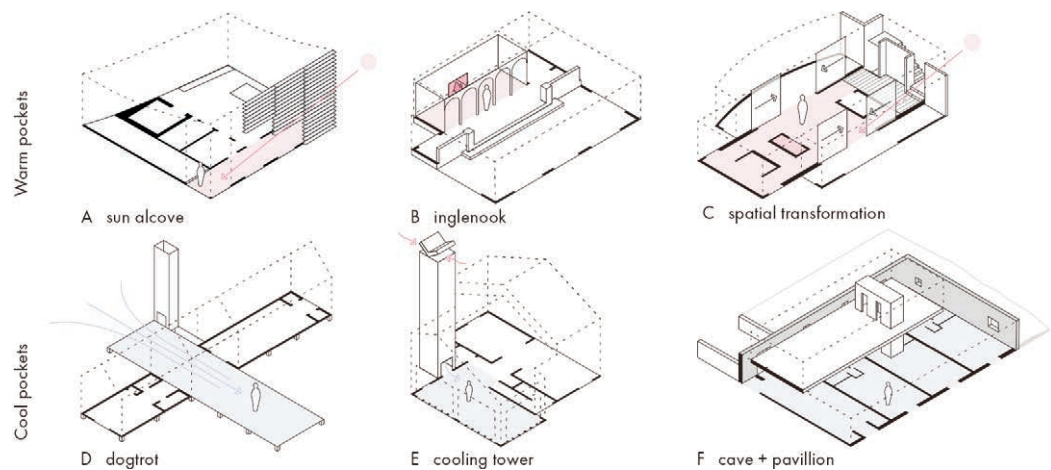 Warm pockets
A sun alcove
B inglenook
C spatial transformation
Cool pockets
D dogtrot
E cooling tower
F cave + pavillion